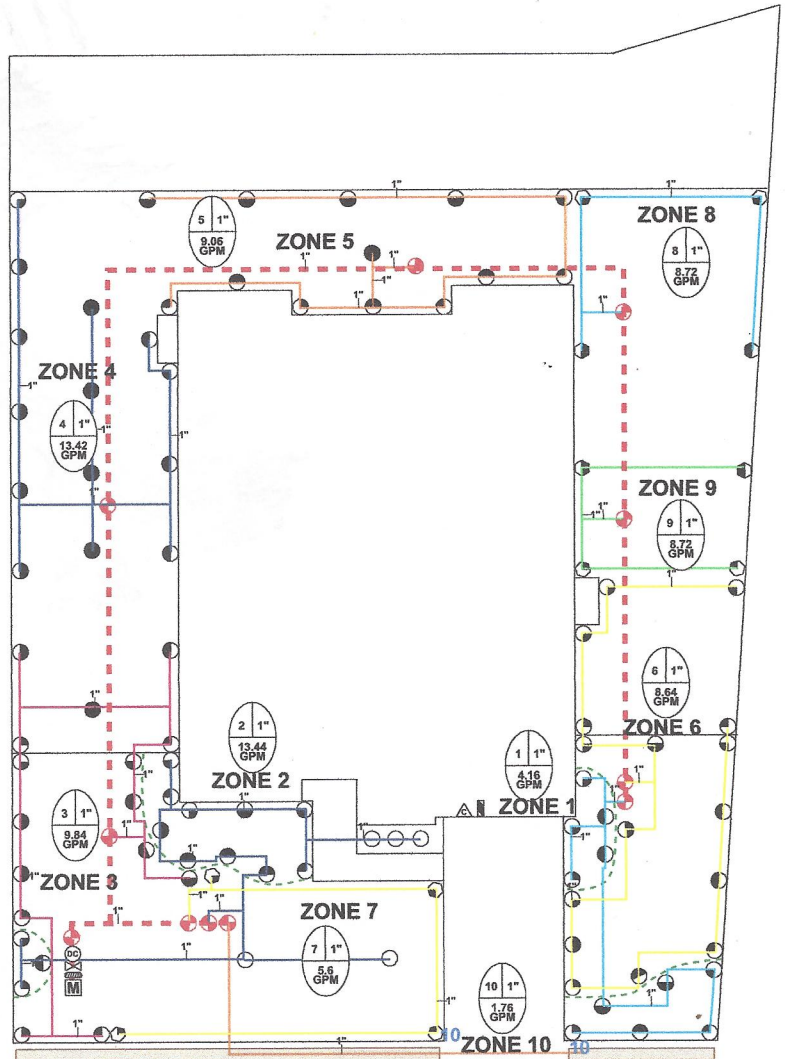 1"
ZONE 8
5 1"
9.06
GPM
ZONE 5
8 1"
8.72
GPM
1"
1"
1"
1"
ZONE 4
1"
4 1"
13.42
GPM
1"
1"
1"
ZONE 9
1"
1"
9 1"
8.72
GPM
1"
6 1"
8.64
GPM
1"
2 1"
13.44
GPM
ZONE 6
1 1"
4.16
GPM
ZONE 2
1"
1"
1"
1"
C
ZONE 1
3 1"
9.84
GPM
1"
1"
1"
ZONE 3
1"
1"
1"
ZONE 7
1"
1"
DC
M
7 1"
5.6
GPM
10 1"
1.76
GPM
1"
1"
1"
10
ZONE 10
10